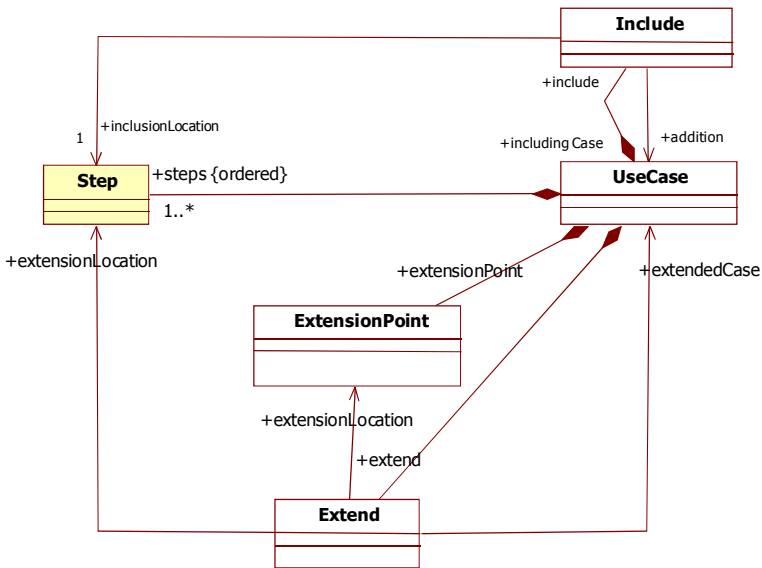 Include
+include
+inclusionLocation
1
+including Case
+addition
Step
+steps {ordered}
1..*
UseCase
+extensionLocation
+extensionPoint
+extendedCase
ExtensionPoint
+extensionLocation
+extend
Extend